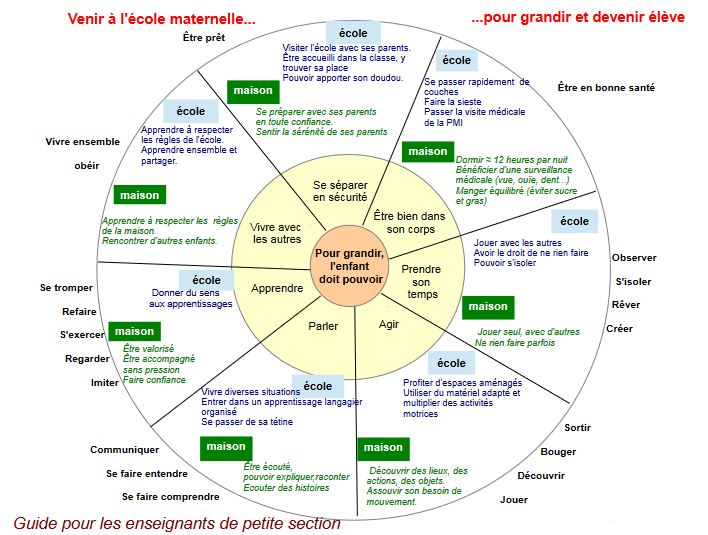 Venir à l'école maternelle...
...pour grandir et devenir élève
Être prêt
école
Visiter l'école avec ses parents.
Être accueilli dans la classe, y
trouver sa place
Pouvoir apporter son doudou.
maison
Se préparer avec ses parents
en toute confiance.
Sentir la sérénité de ses parents
Se séparer
en sécurité
Être en bonne santé
école
Se passer rapidement de
couches
Faire la sieste
Passer la visite médicale
de la PMI
maison
Dormir ≈ 12 heures par nuit
Bénéficier d'une surveillance
médicale (vue, ouïe, dent...)
Manger équilibré (éviter sucre
et gras)
Être bien dans
son corps
Vivre ensemble
obéir
école
Apprendre à respecter
les règles de l'école.
Apprendre ensemble et
partager.
maison
Apprendre à respecter les règles
de la maison.
Rencontrer d'autres enfants.
Vivre avec
les autres
Pour grandir,
l'enfant
doit pouvoir
école
Jouer avec les autres
Avoir le droit de ne rien faire
Pouvoir s'isoler
maison
Jouer seul, avec d'autres
Ne rien faire parfois
Prendre
son
temps
Observer
S'isoler
Rêver
Créer
Se tromper
Refaire
S'exercer
Regarder
Imiter
école
Donner du sens
aux apprentissages
maison
Être valorisé
Être accompagné
sans pression
Faire confiance
Apprendre
Parler
Agir
école
Vivre diverses situations
Entrer dans un apprentissage langagier
organisé
Se passer de sa tétine
maison
Être écouté,
pouvoir expliquer,raconter
Ecouter des histoires
Communiquer
Se faire entendre
Se faire comprendre
école
Profiter d'espaces aménagés
Utiliser du matériel adapté et
multiplier des activités
motrices
maison
Découvrir des lieux, des
actions, des objets.
Assouvir son besoin de
mouvement.
Sortir
Bouger
Découvrir
Jouer
Guide pour les enseignants de petite section